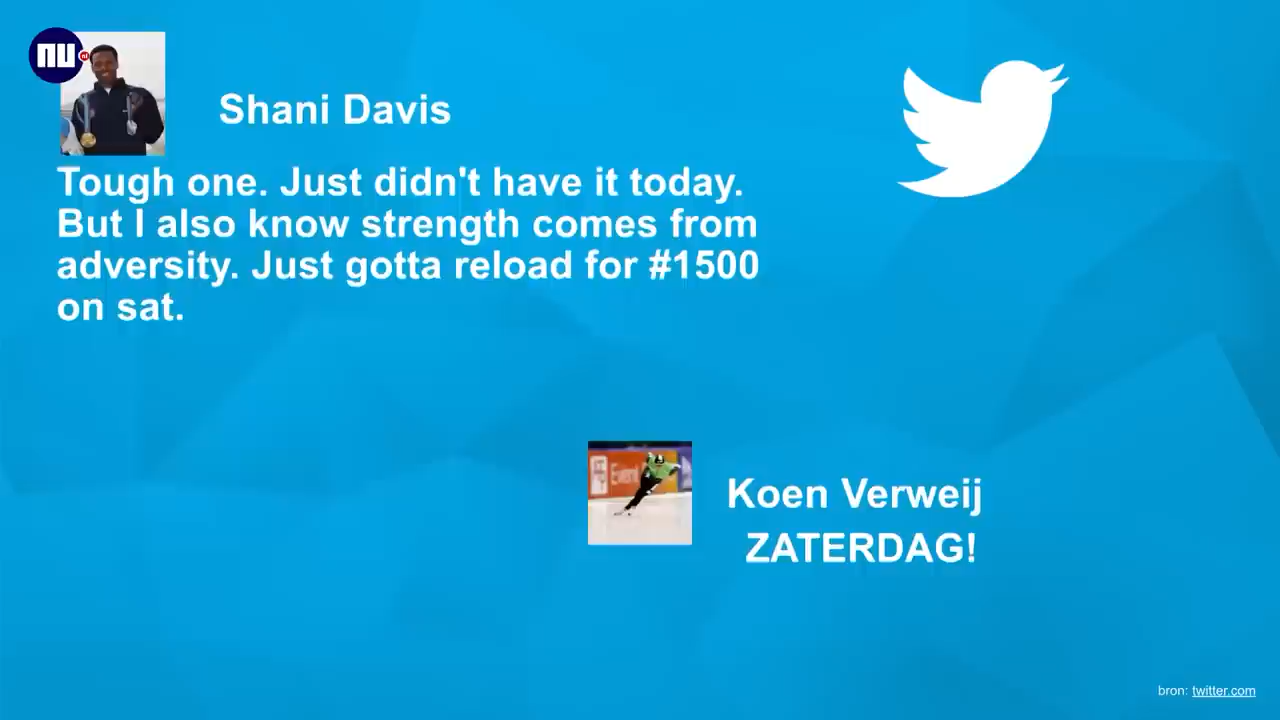 nu
nl
Shani Davis
Tough one. Just didn't have it today.
But I also know strength comes from
adversity. Just gotta reload for #1500
on sat.
Koen Verweij
ZATERDAG!
bron: twitter.com